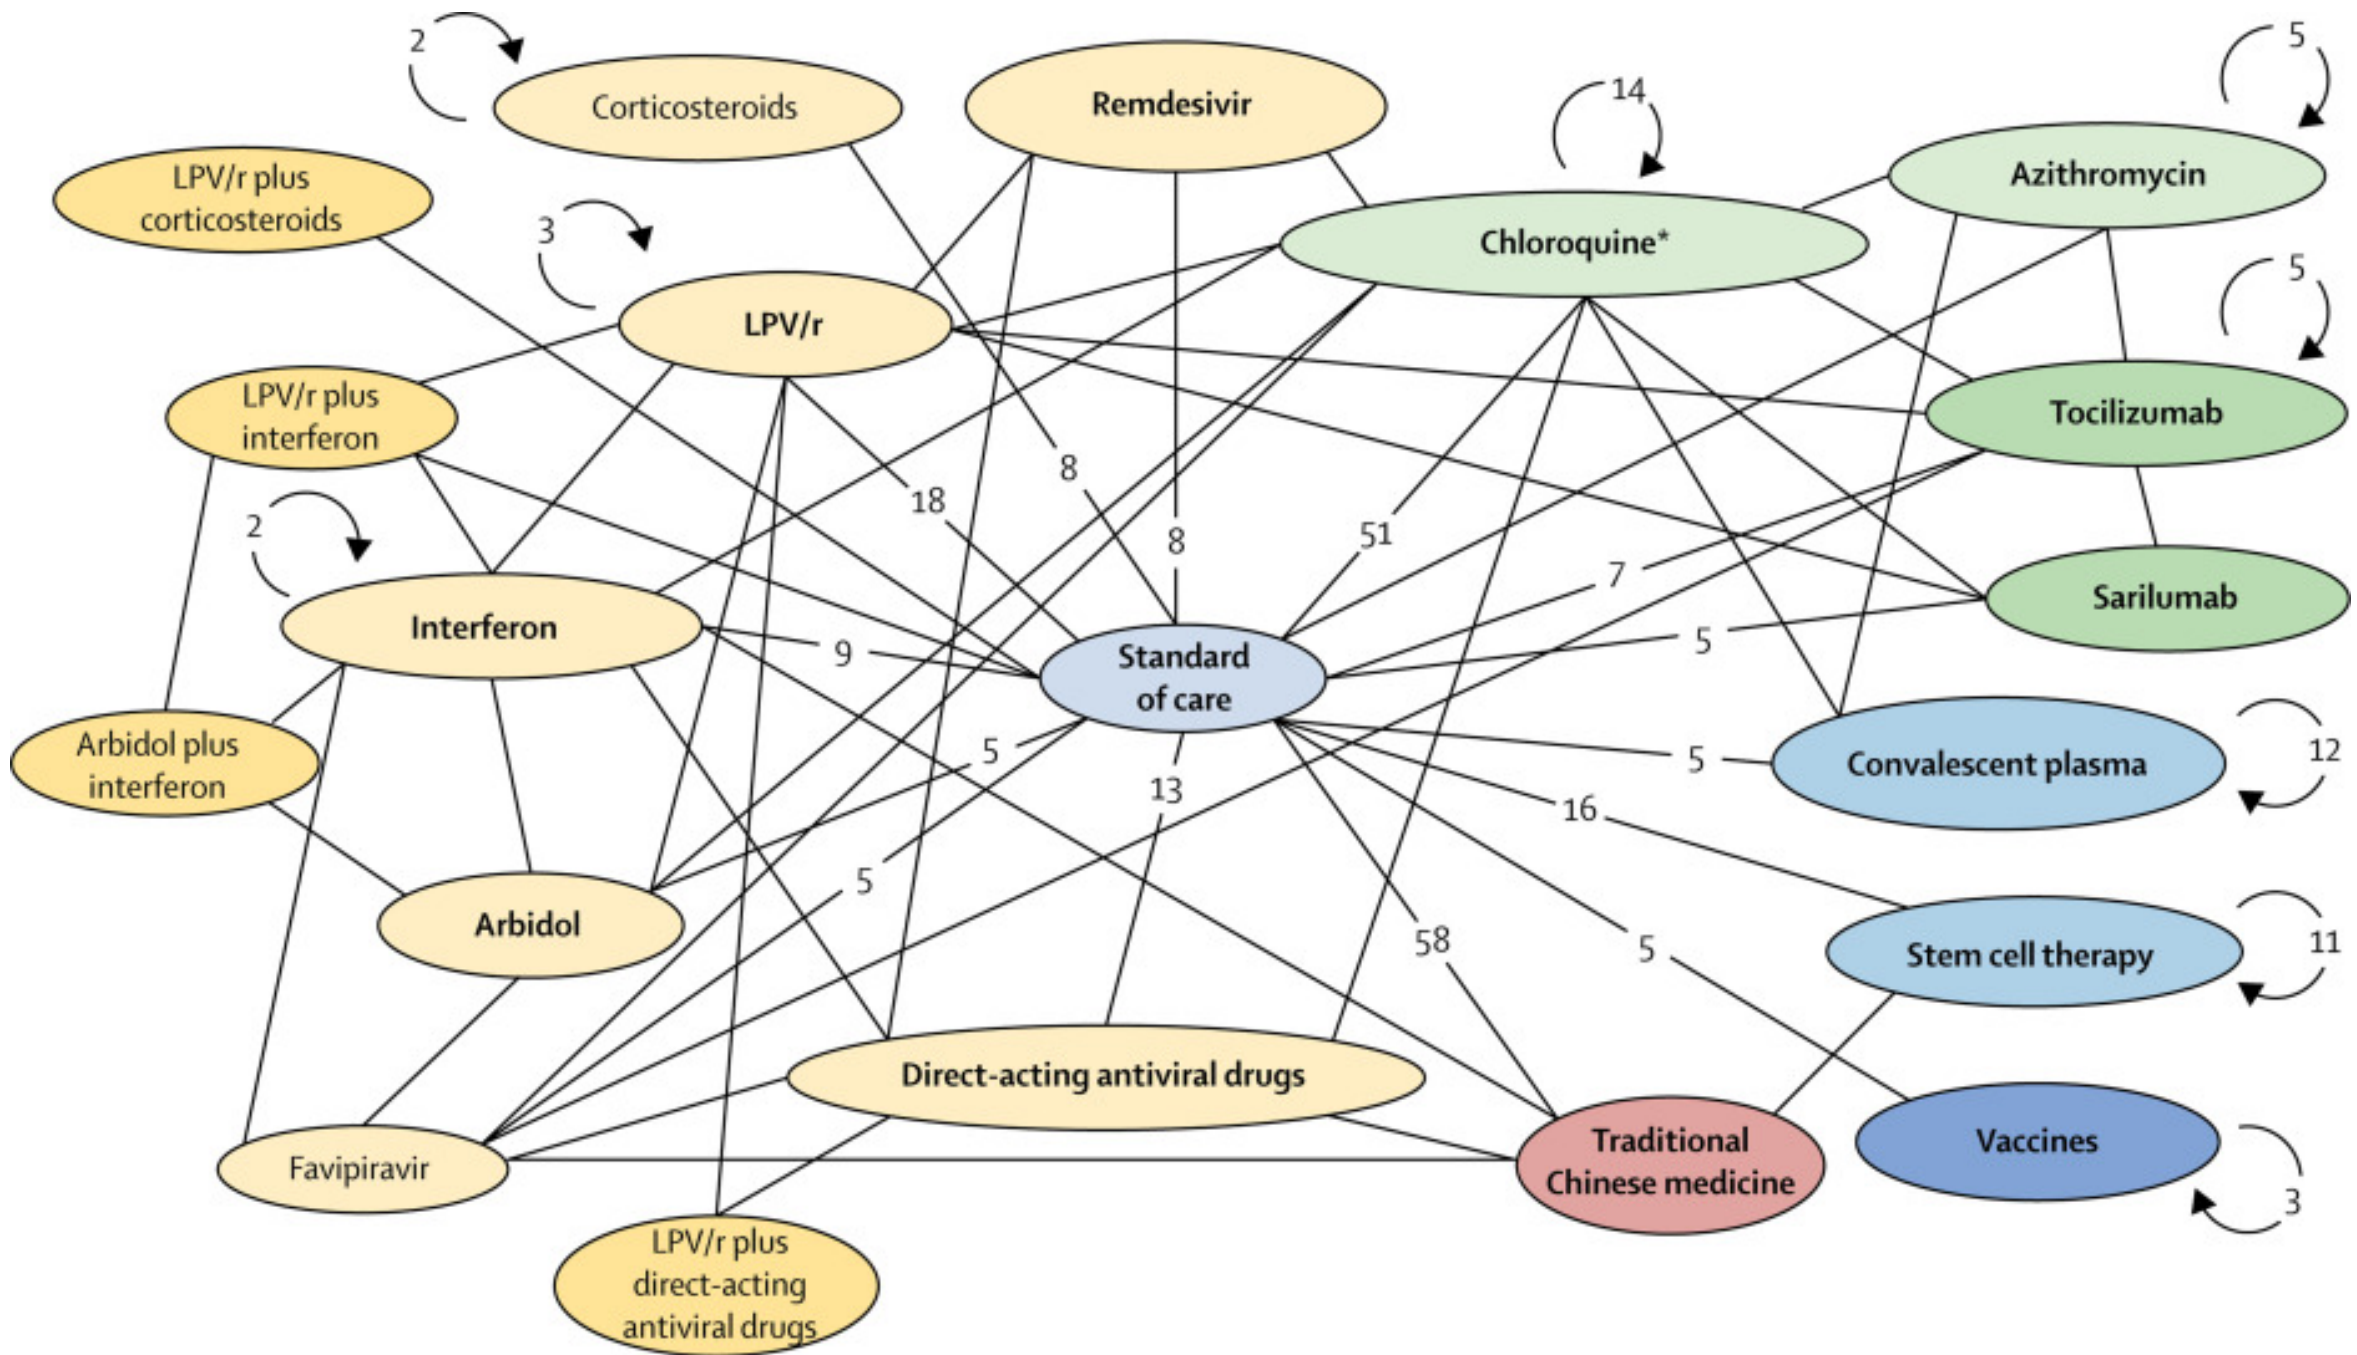 2
Corticosteroids
Remdesivir
14
5
Azithromycin
LPV/r plus
corticosteroids
3
Chloroquine*
5
LPV/r
LPV/r plus
interferon
Tocilizumab
8
18
2
8
51
7
Interferon
Sarilumab
9
Standard
of care
5
Arbidol plus
interferon
5
13
5
Convalescent plasma
12
16
5
Arbidol
58
5
Stem cell therapy
11
Direct-acting antiviral drugs
Favipiravir
Traditional
Chinese medicine
Vaccines
3
LPV/r plus
direct-acting
antiviral drugs